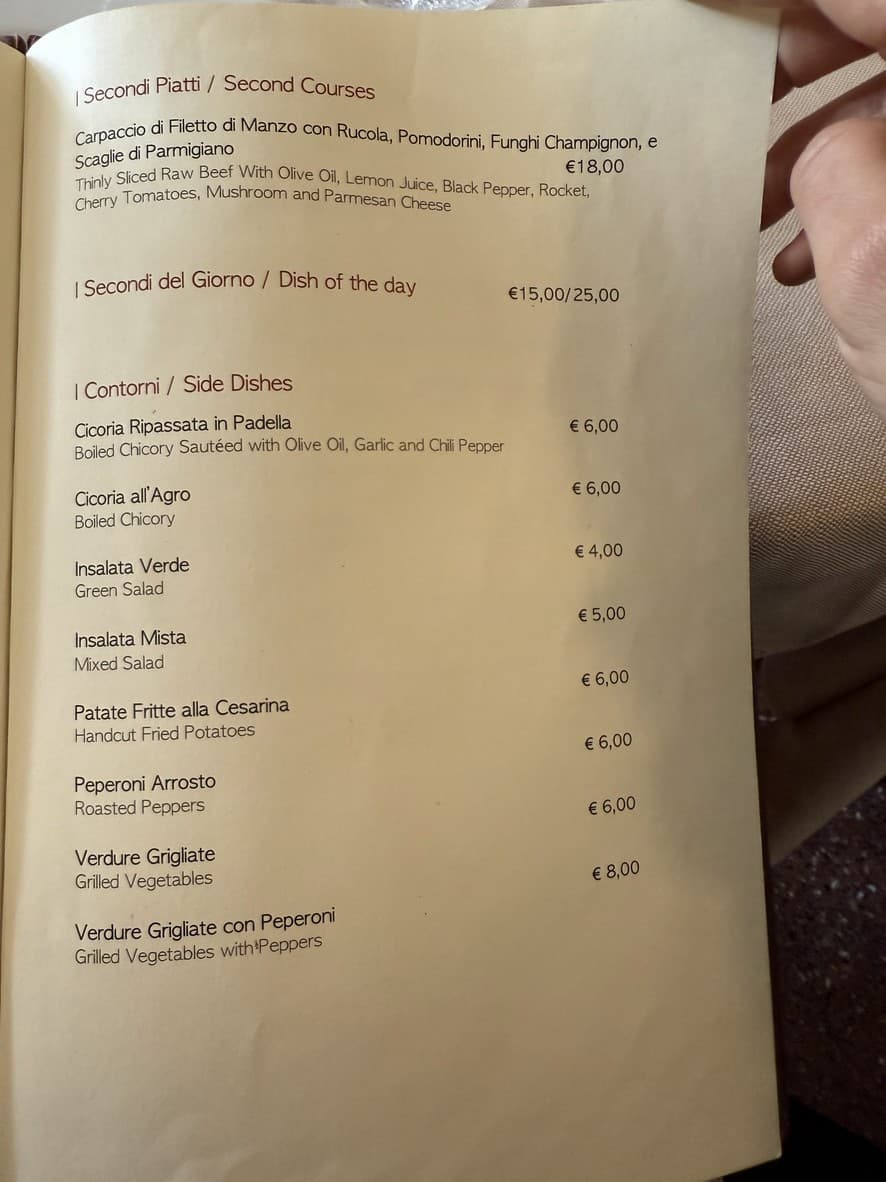 I Secondi Piatti / Second Courses
Carpaccio di Filetto di Manzo con Rucola, Pomodorini, Funghi Champignon, e
Scaglie di Parmigiano €18,00
Thinly Sliced Raw Beef With Olive Oil, Lemon Juice, Black Pepper, Rocket,
Cherry Tomatoes, Mushroom and Parmesan Cheese
I Secondi del Giorno / Dish of the day €15,00/25,00
I Contorni / Side Dishes
Cicoria Ripassata in Padella € 6,00
Boiled Chicory Sautéed with Olive Oil, Garlic and Chili Pepper
Cicoria all'Agro € 6,00
Boiled Chicory
Insalata Verde € 4,00
Green Salad
Insalata Mista € 5,00
Mixed Salad
Patate Fritte alla Cesarina € 6,00
Handcut Fried Potatoes
Peperoni Arrosto € 6,00
Roasted Peppers
Verdure Grigliate € 6,00
Grilled Vegetables
Verdure Grigliate con Peperoni € 8,00
Grilled Vegetables with Peppers